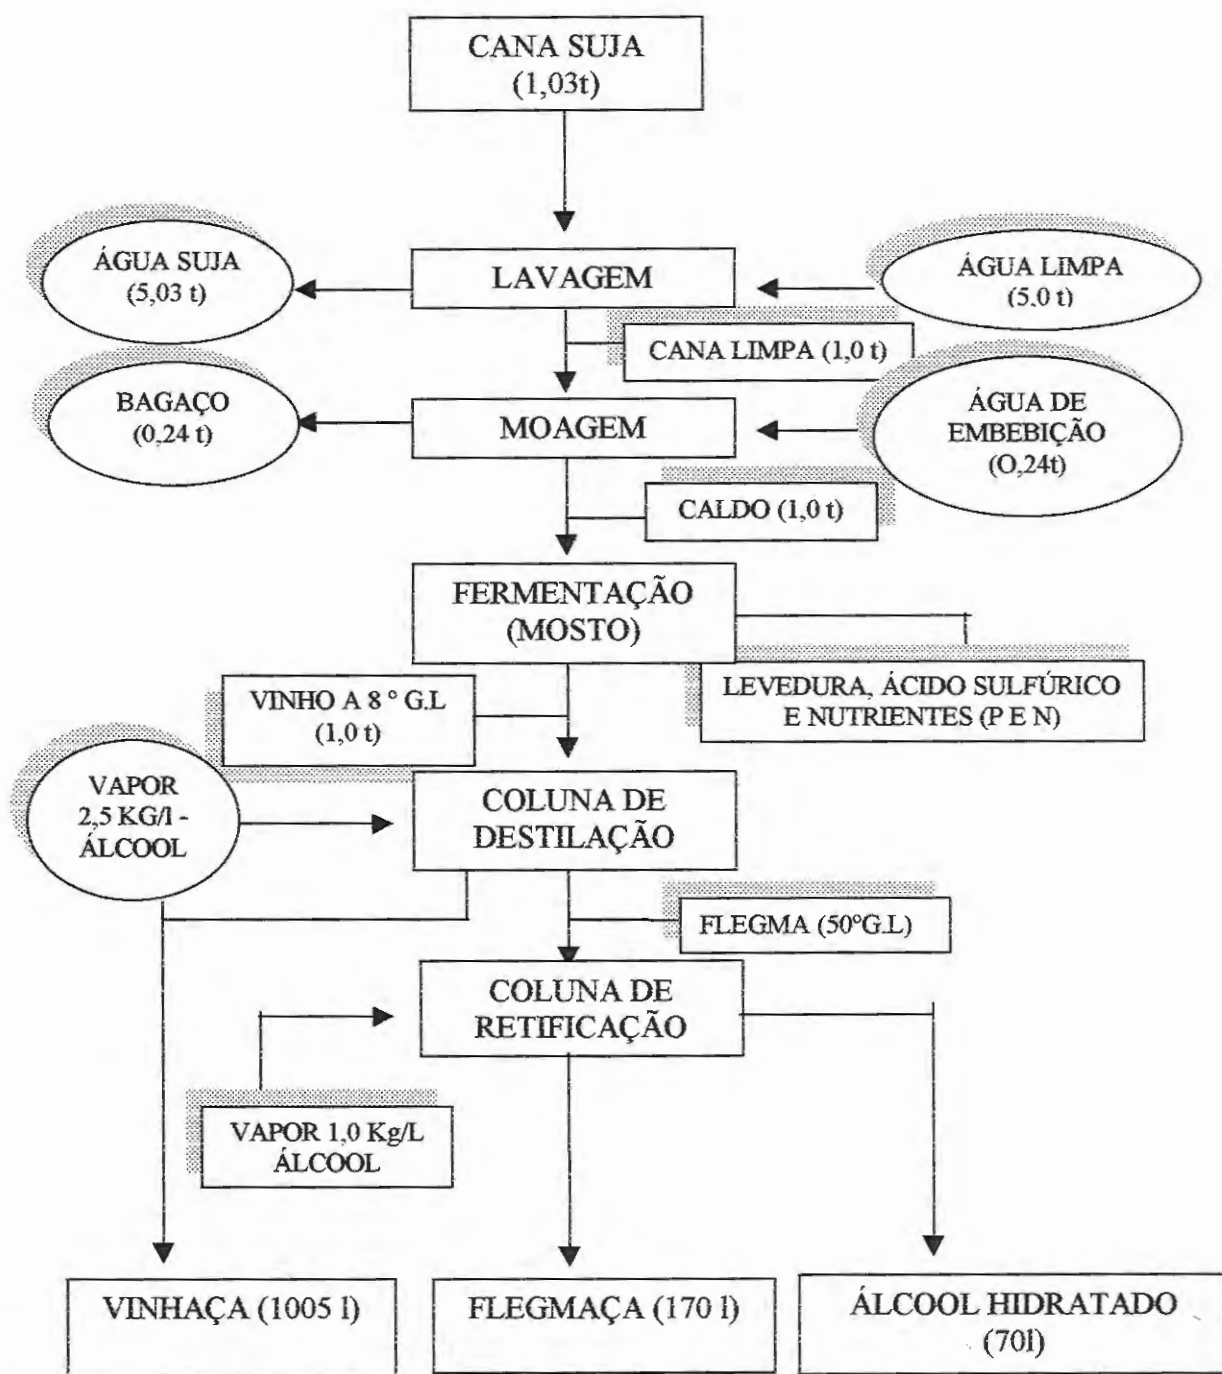 CANA SUJA
(1,03t)
ÁGUA SUJA
(5,03 t)
LAVAGEM
ÁGUA LIMPA
(5,0 t)
CANA LIMPA (1,0 t)
BAGAÇO
(0,24 t)
MOAGEM
ÁGUA DE
EMBEBIÇÃO
(O,24t)
CALDO (1,0 t)
FERMENTAÇÃO
(MOSTO)
LEVEDURA, ÁCIDO SULFÚRICO
E NUTRIENTES (P E N)
VINHO A 8 ° G.L
(1,0 t)
VAPOR
2,5 KG/l -
ÁLCOOL
COLUNA DE
DESTILAÇÃO
FLEGMA (50°G.L)
COLUNA DE
RETIFICAÇÃO
VAPOR 1,0 Kg/L
ÁLCOOL
VINHAÇA (1005 l)
FLEGMAÇA (170 l)
ÁLCOOL HIDRATADO
(70l)